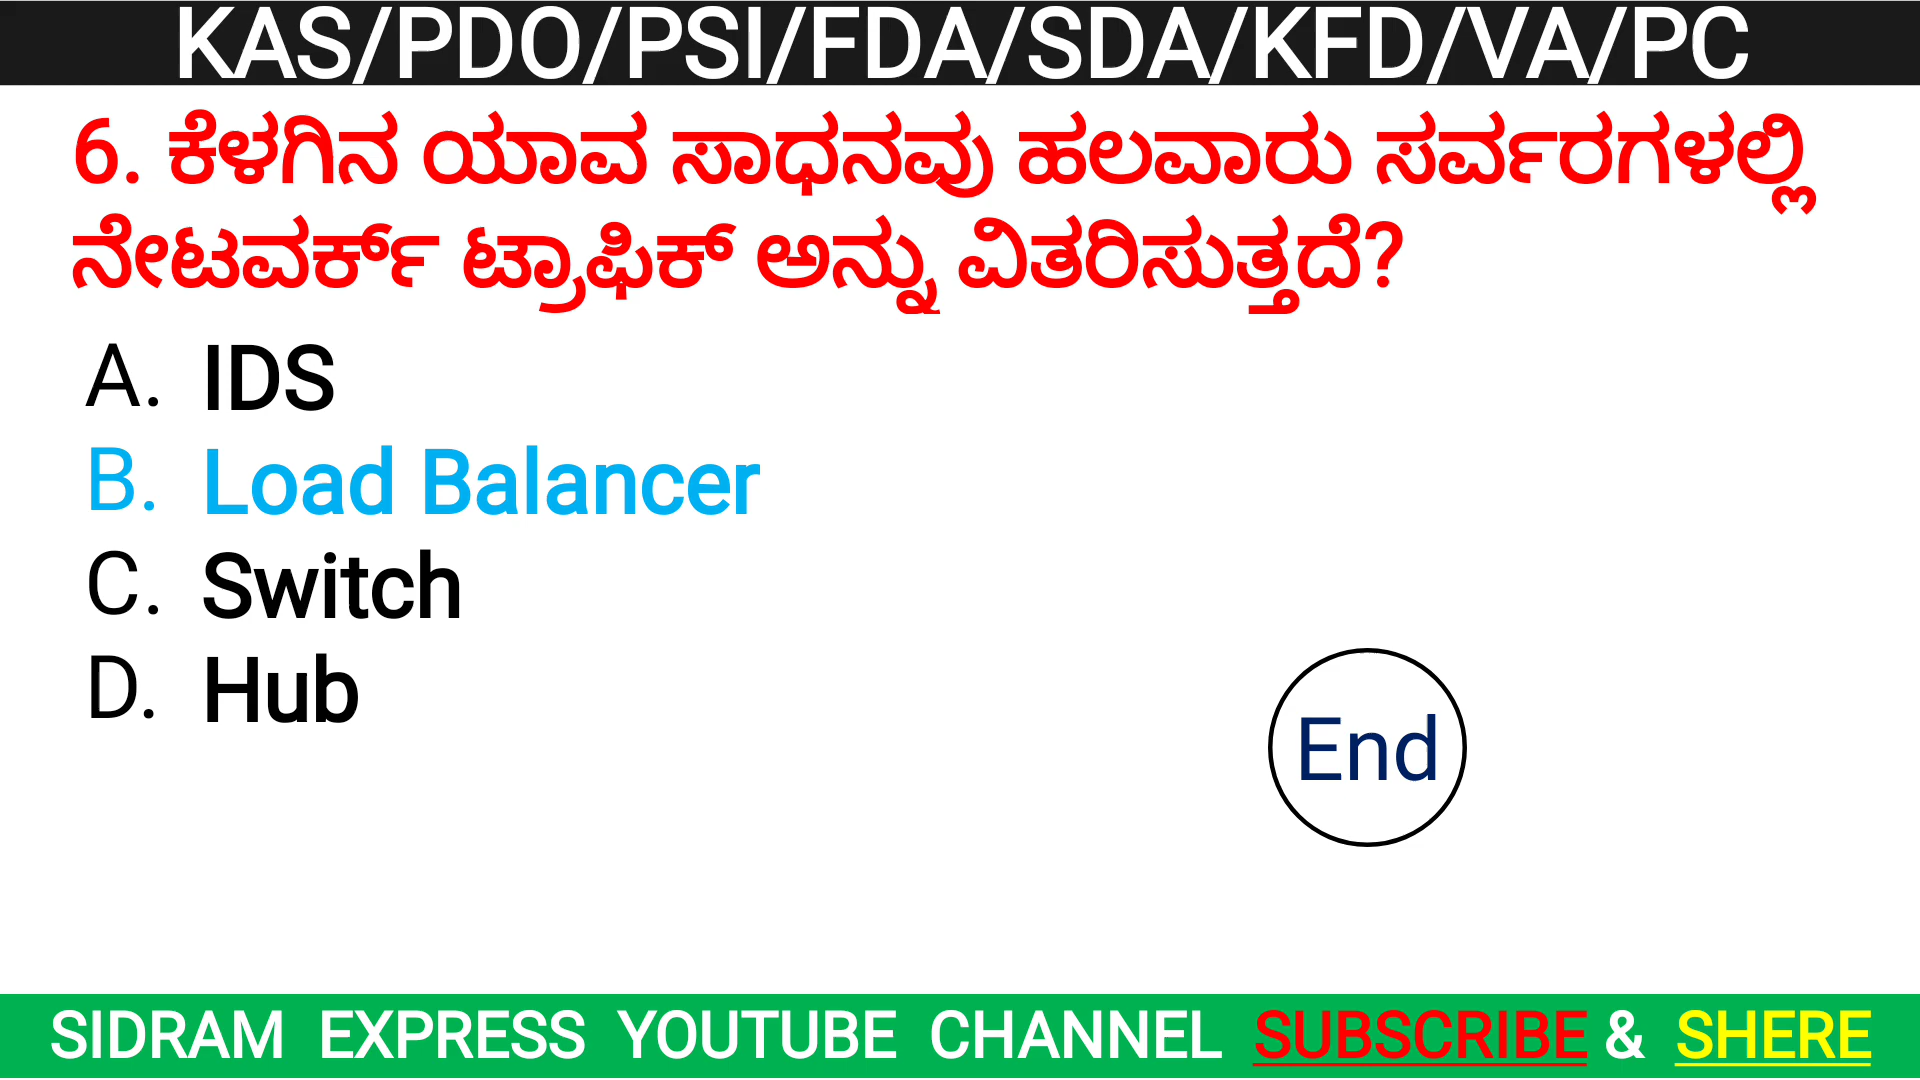 KAS/PDO/PSI/FDA/SDA/KFD/VA/PC
6. ಕೆಳಗಿನ ಯಾವ ಸಾಧನವು ಹಲವಾರು ಸರ್ವರಗಳಲ್ಲಿ
ನೇಟವರ್ಕ್ ಟ್ರಾಫಿಕ್ ಅನ್ನು ವಿತರಿಸುತ್ತದೆ?
A. IDS
B. Load Balancer
C. Switch
D. Hub
End
SIDRAM EXPRESS YOUTUBE CHANNEL SUBSCRIBE & SHERE